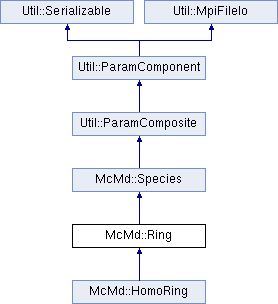 Util::Serializable
Util::MpiFileIo
Util::ParamComponent
Util::ParamComposite
McMd::Species
McMd::Ring
McMd::HomoRing